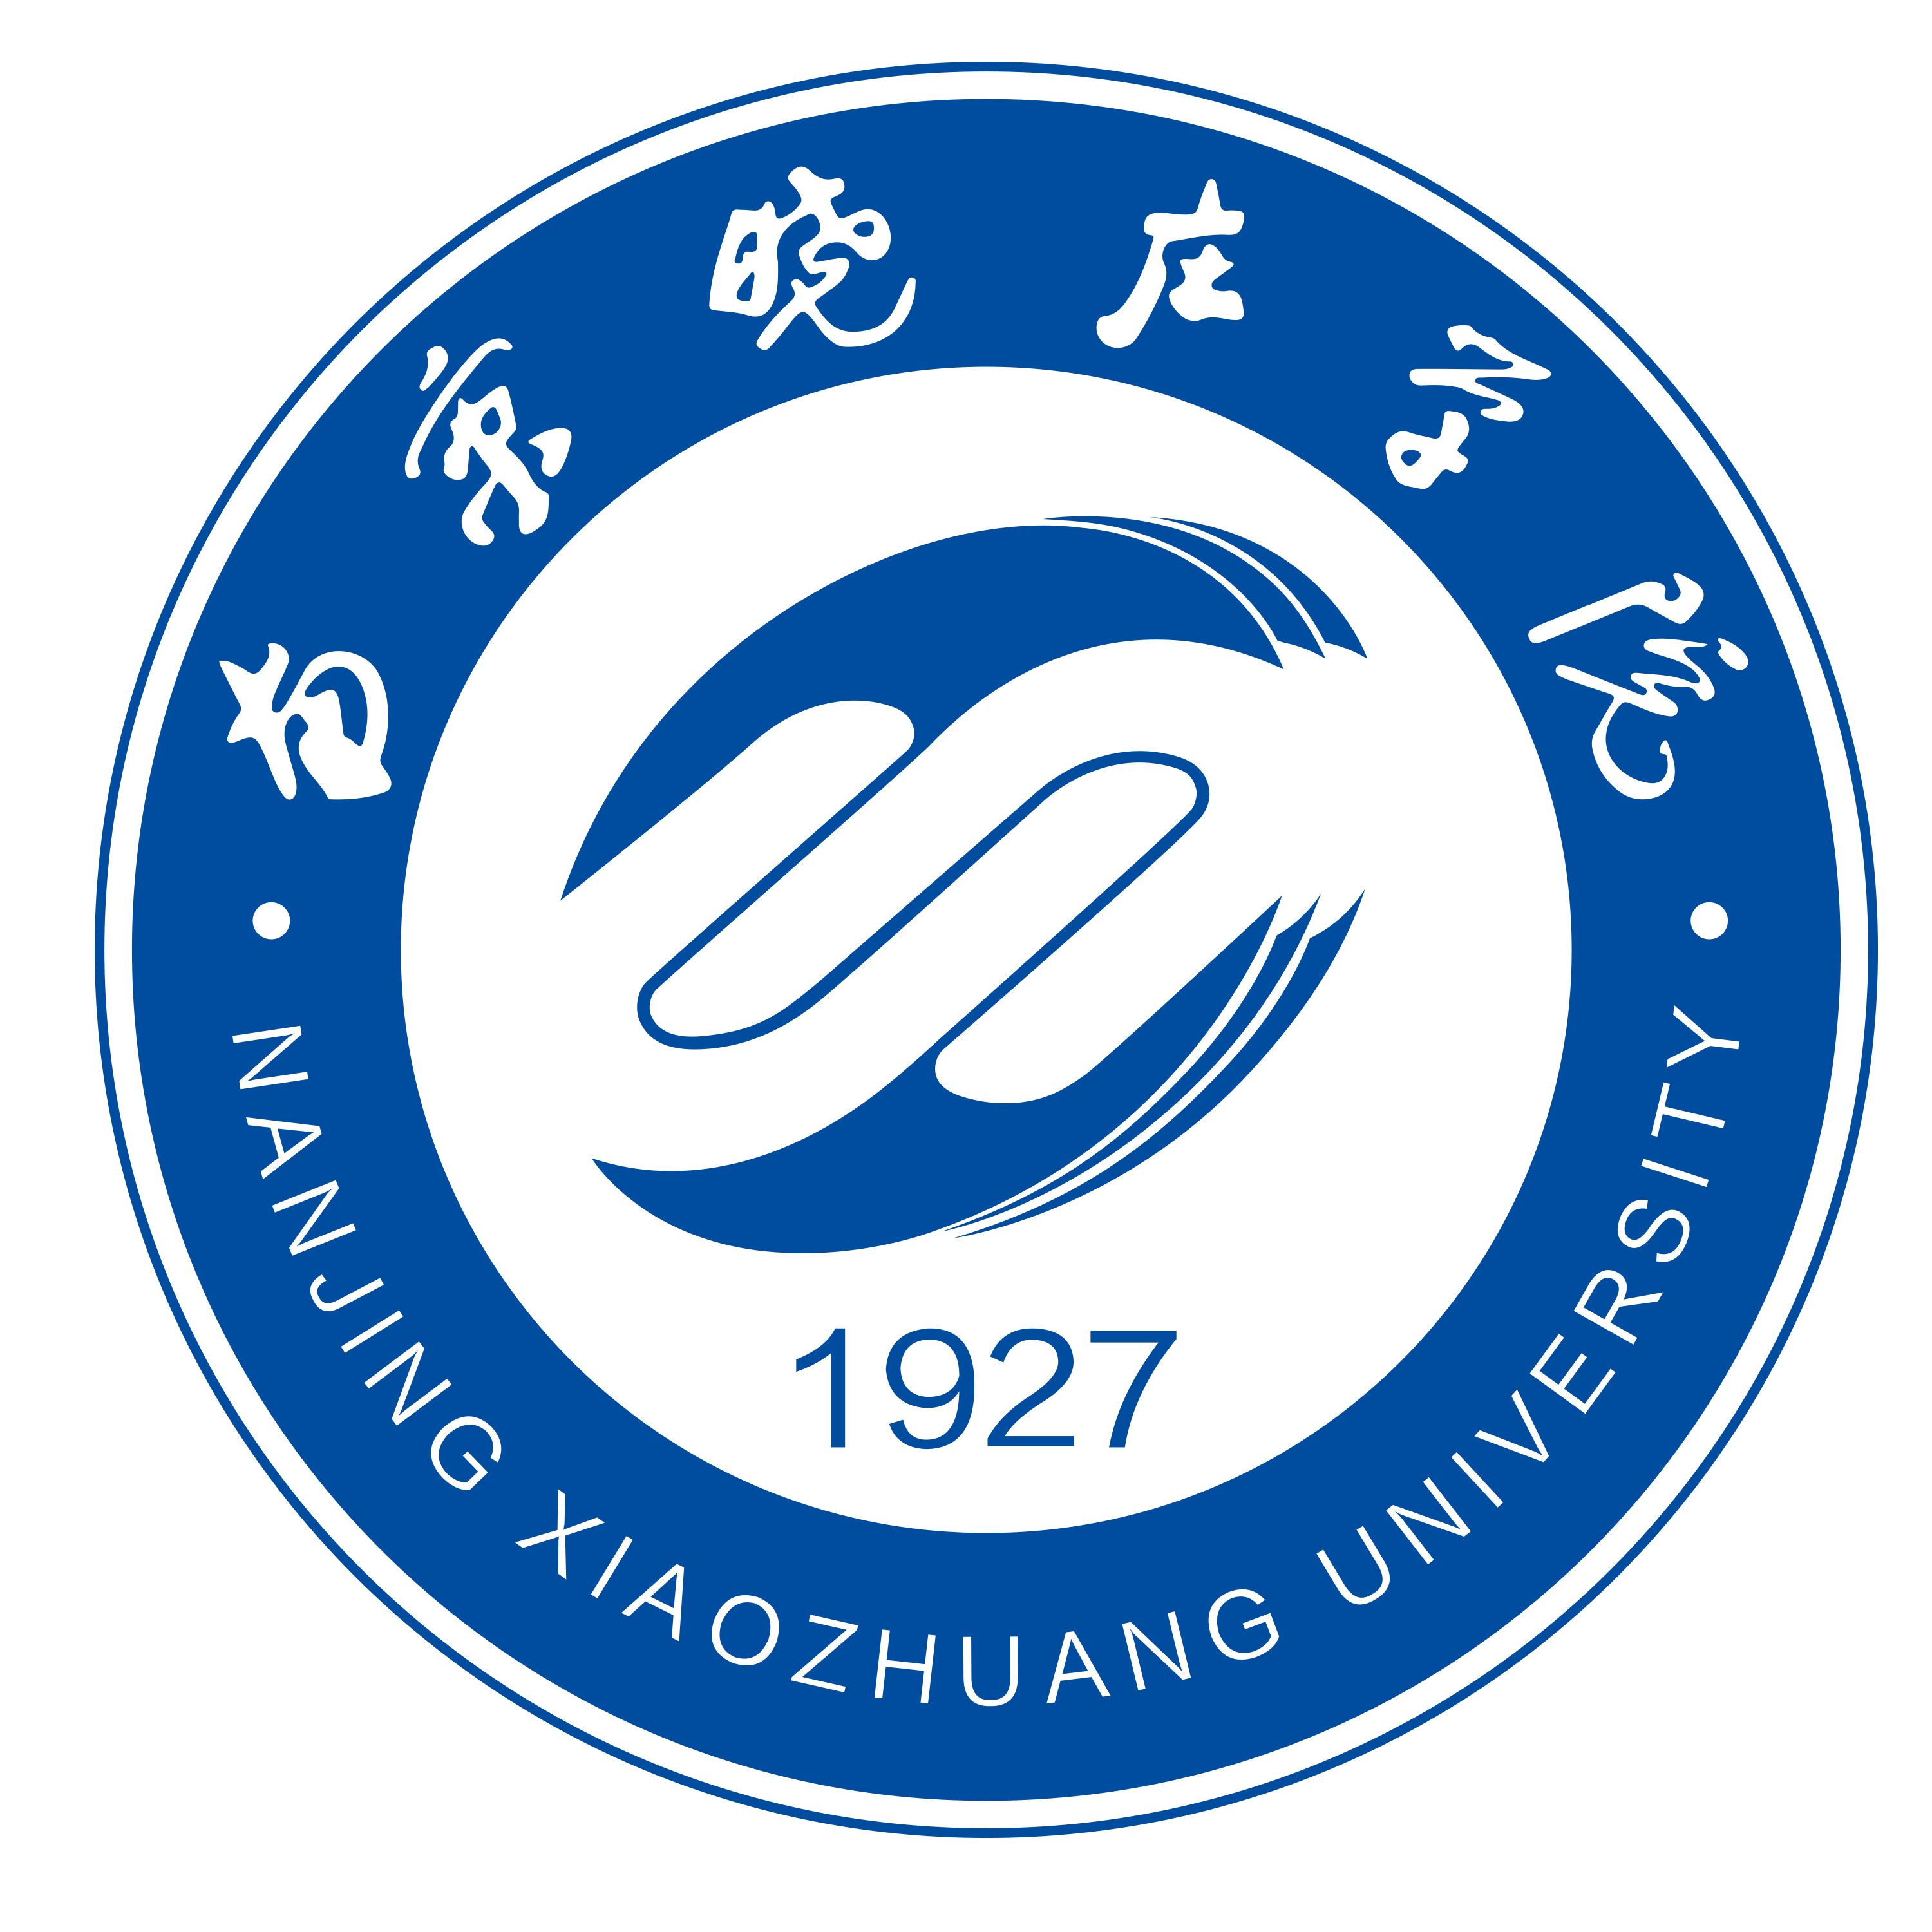 南京晓庄学院
1927
NANJING XIAOZHUANG UNIVERSITY